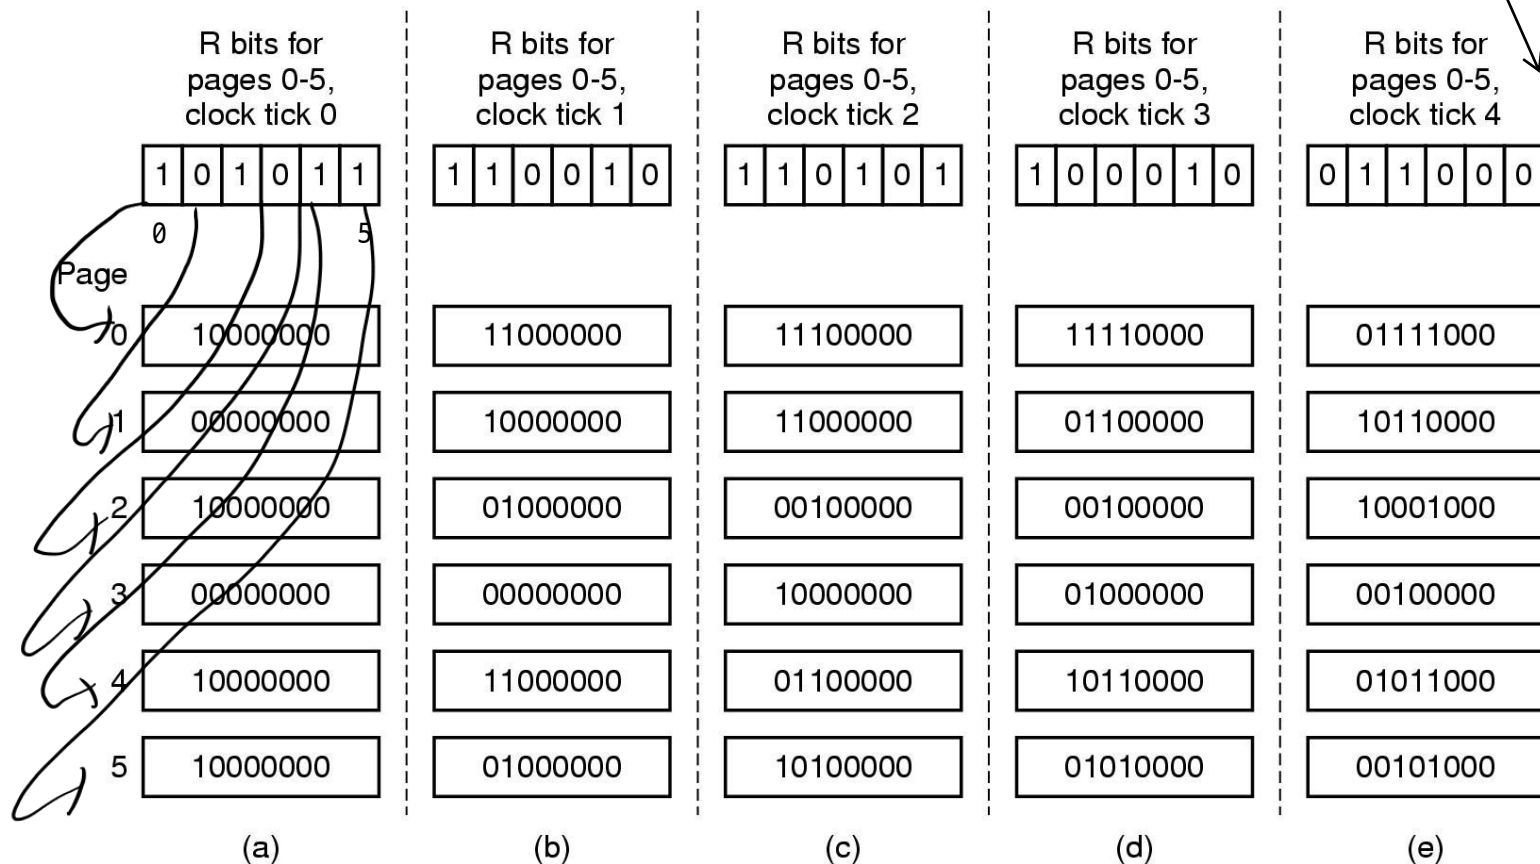 R bits for
pages 0-5,
clock tick 0
R bits for
pages 0-5,
clock tick 1
R bits for
pages 0-5,
clock tick 2
R bits for
pages 0-5,
clock tick 3
R bits for
pages 0-5,
clock tick 4
1 0 1 0 1 1
1 1 0 0 1 0
1 1 0 1 0 1
1 0 0 0 1 0
0 1 1 0 0 0
0 5
Page
0 10000000 11000000 11100000 11110000 01111000
1 00000000 10000000 11000000 01100000 10110000
2 10000000 01000000 00100000 00100000 10001000
3 00000000 00000000 10000000 01000000 00100000
4 10000000 11000000 01100000 10110000 01011000
5 10000000 01000000 10100000 01010000 00101000
(a) (b) (c) (d) (e)